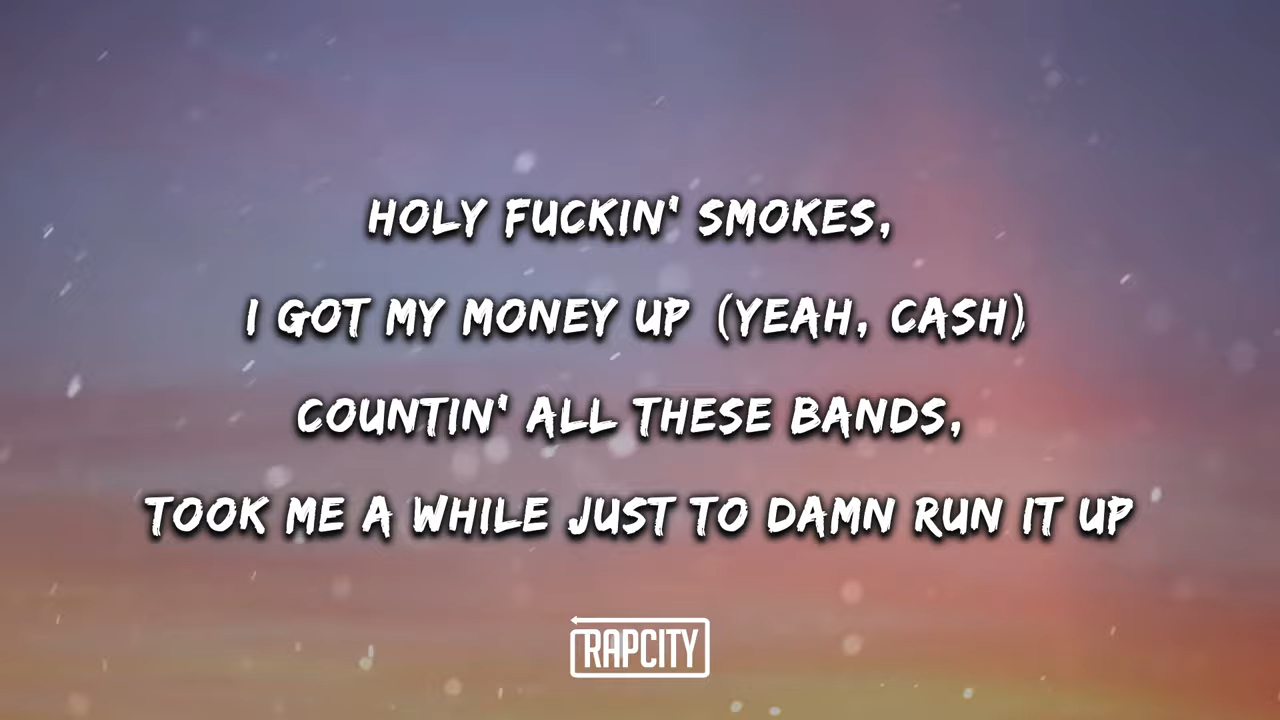 HOLY FUCKIN' SMOKES,
I GOT MY MONEY UP (YEAH, CASH)
COUNTIN' ALL THESE BANDS,
TOOK ME A WHILE JUST TO DAMN RUN IT UP
RAPCITY